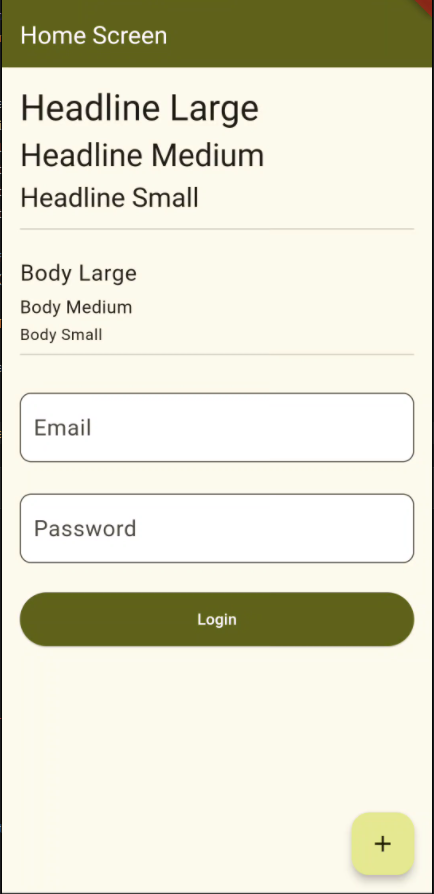 Home Screen
Headline Large
Headline Medium
Headline Small
Body Large
Body Medium
Body Small
Email
Password
Login
+